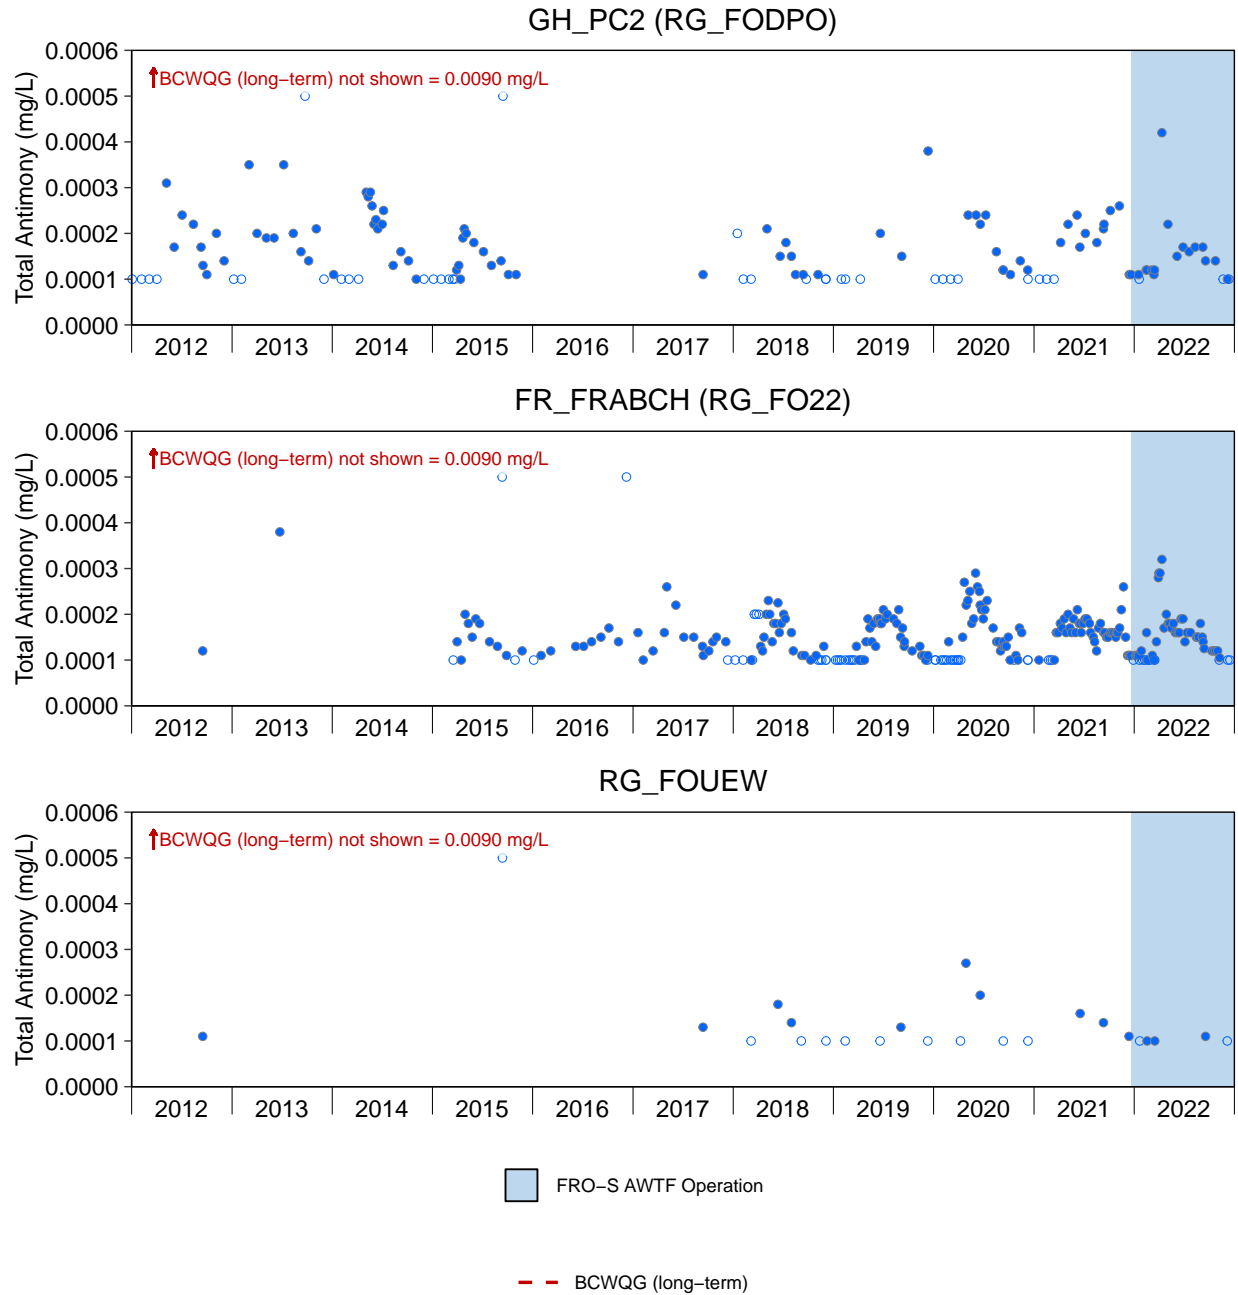 GH_PC2 (RG_FODPO)
Total Antimony (mg/L)
0.0006
0.0005
0.0004
0.0003
0.0002
0.0001
0.0000
BCWQG (long−term) not shown = 0.0090 mg/L
2012 2013 2014 2015 2016 2017 2018 2019 2020 2021 2022
FR_FRABCH (RG_FO22)
Total Antimony (mg/L)
0.0006
0.0005
0.0004
0.0003
0.0002
0.0001
0.0000
BCWQG (long−term) not shown = 0.0090 mg/L
2012 2013 2014 2015 2016 2017 2018 2019 2020 2021 2022
RG_FOUEW
Total Antimony (mg/L)
0.0006
0.0005
0.0004
0.0003
0.0002
0.0001
0.0000
BCWQG (long−term) not shown = 0.0090 mg/L
2012 2013 2014 2015 2016 2017 2018 2019 2020 2021 2022
FRO−S AWTF Operation
BCWQG (long−term)